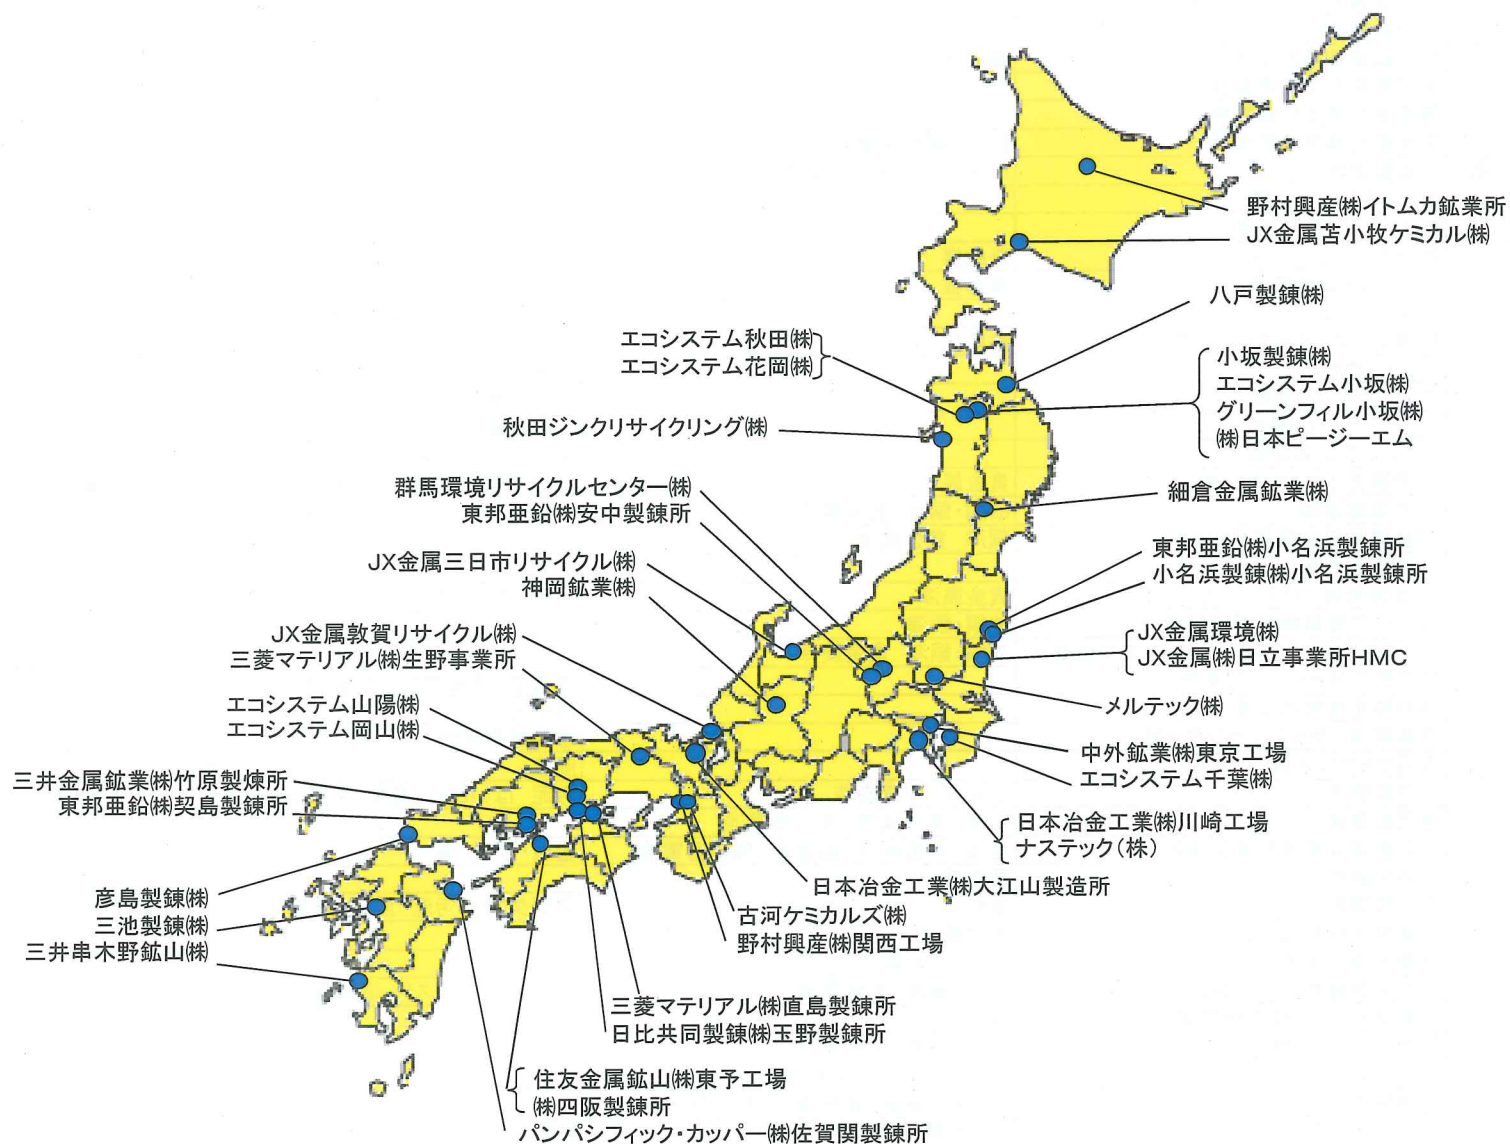 野村興産㈱イトムカ鉱業所
JX金属苫小牧ケミカル㈱
八戸製錬㈱
エコシステム秋田㈱
エコシステム花岡㈱
小坂製錬㈱
エコシステム小坂㈱
グリーンフィル小坂㈱
㈱日本ピージーエム
秋田ジンクリサイクリング㈱
群馬環境リサイクルセンター㈱
東邦亜鉛㈱安中製錬所
細倉金属鉱業㈱
JX金属三日市リサイクル㈱
神岡鉱業㈱
東邦亜鉛㈱小名浜製錬所
小名浜製錬㈱小名浜製錬所
JX金属敦賀リサイクル㈱
三菱マテリアル㈱生野事業所
JX金属環境㈱
JX金属㈱日立事業所HMC
エコシステム山陽㈱
エコシステム岡山㈱
メルテック㈱
中外鉱業㈱東京工場
エコシステム千葉㈱
三井金属鉱業㈱竹原製煉所
東邦亜鉛㈱契島製錬所
日本冶金工業㈱川崎工場
ナステック(株)
彦島製錬㈱
三池製錬㈱
三井串木野鉱山㈱
日本冶金工業㈱大江山製造所
古河ケミカルズ㈱
野村興産㈱関西工場
三菱マテリアル㈱直島製錬所
日比共同製錬㈱玉野製錬所
住友金属鉱山㈱東予工場
㈱四阪製錬所
パンパシフィック・カッパー㈱佐賀関製錬所